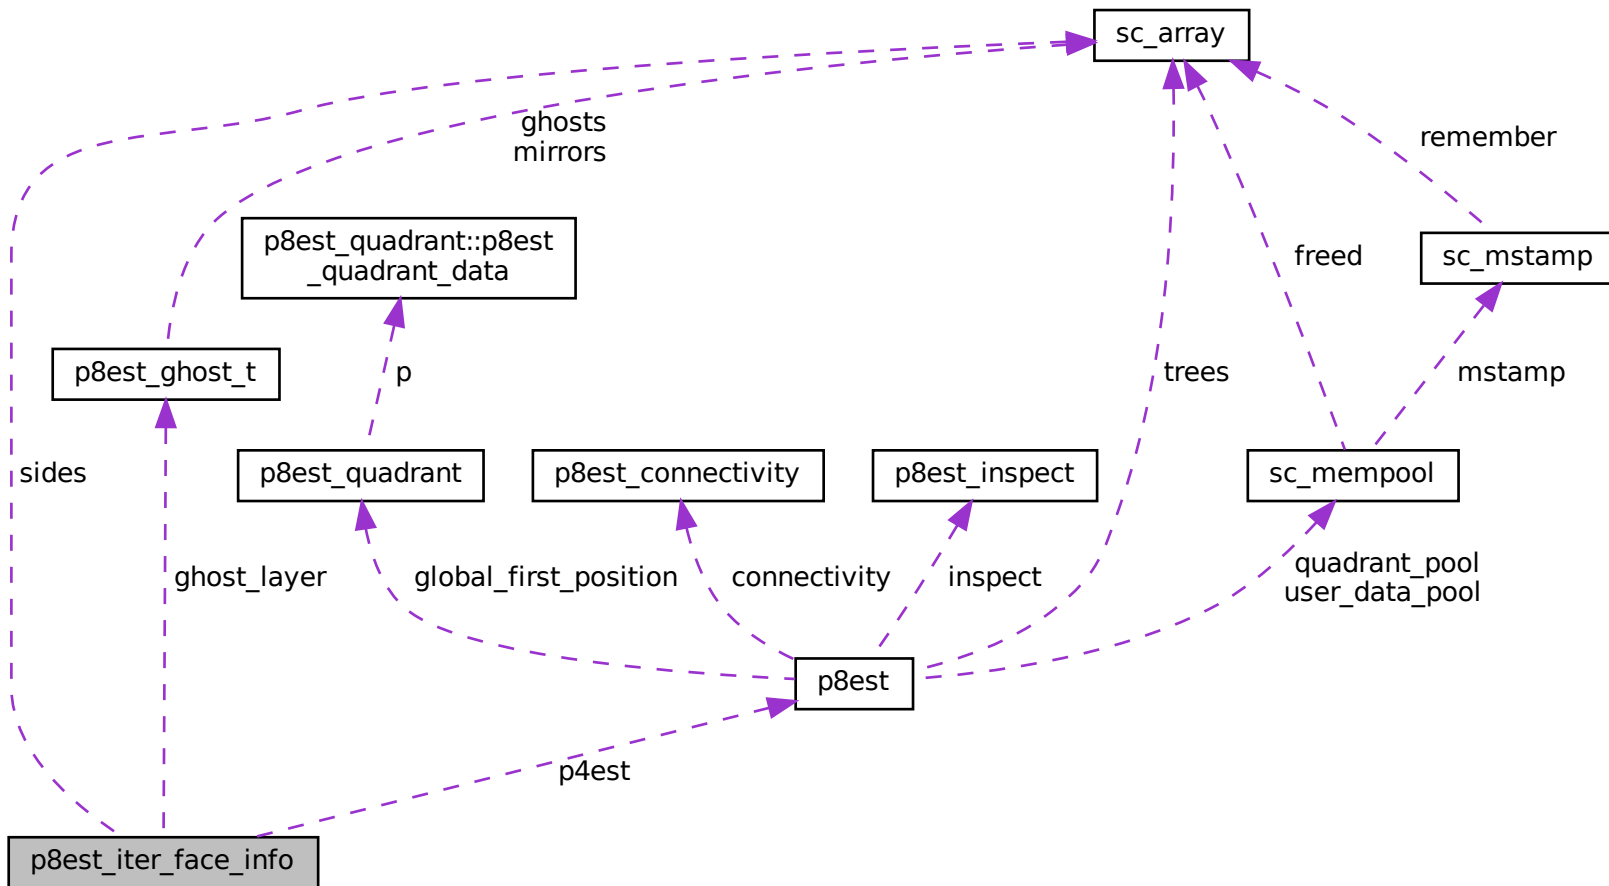 sc_array
ghosts
mirrors
remember
p8est_quadrant::p8est
_quadrant_data
freed
sc_mstamp
p8est_ghost_t
p
trees
mstamp
sides
p8est_quadrant
p8est_connectivity
p8est_inspect
sc_mempool
ghost_layer
global_first_position
connectivity
inspect
quadrant_pool
user_data_pool
p8est
p4est
p8est_iter_face_info